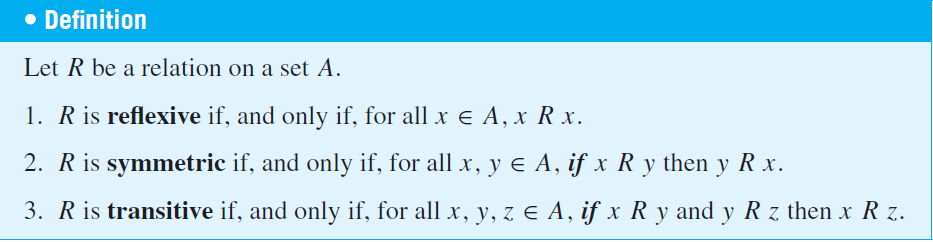 • Definition
Let R be a relation on a set A.
1. R is reflexive if, and only if, for all x ∈ A, x R x.
2. R is symmetric if, and only if, for all x, y ∈ A, if x R y then y R x.
3. R is transitive if, and only if, for all x, y, z ∈ A, if x R y and y R z then x R z.